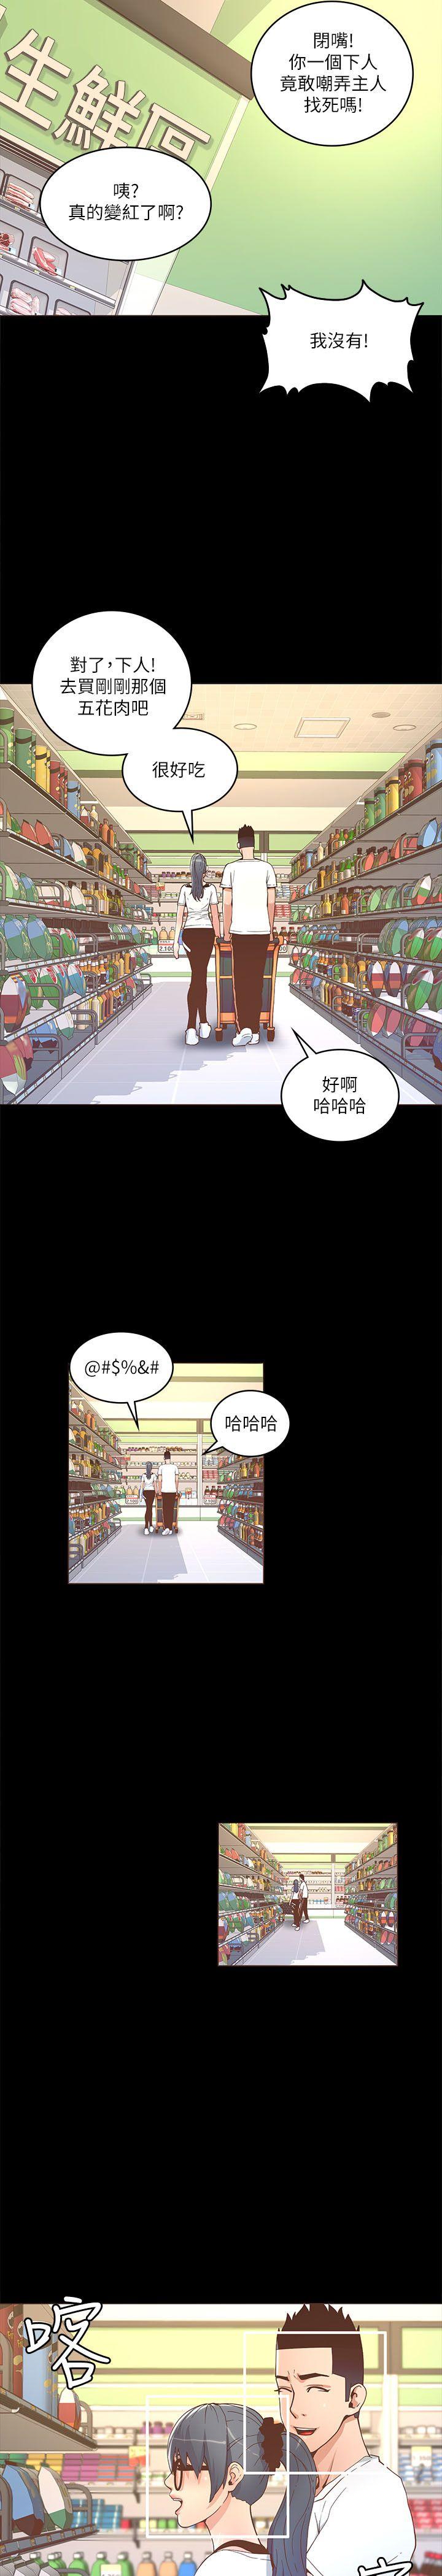 生鮮區
閉嘴!
你一個下人
竟敢嘲弄主人
找死嗎!
咦?
真的變紅了啊?
我沒有!
對了,下人!
去買剛剛那個
五花肉吧
很好吃
好啊
哈哈哈
@#$%&#
哈哈哈
喀